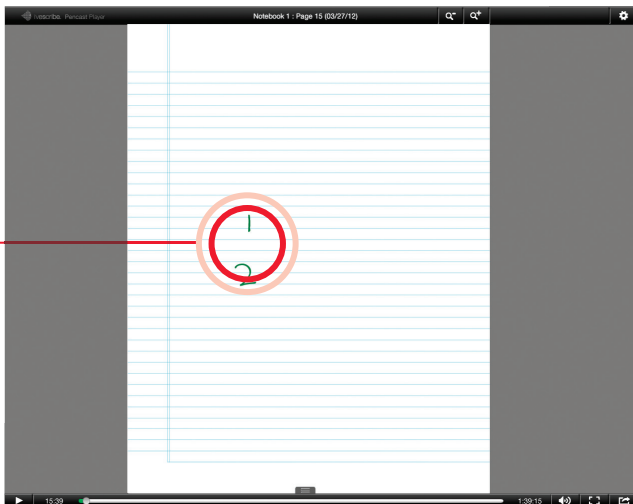 livescribe. Pencast Player
Notebook 1 : Page 15 (03/27/12)
1
2
15:39
1:39:15